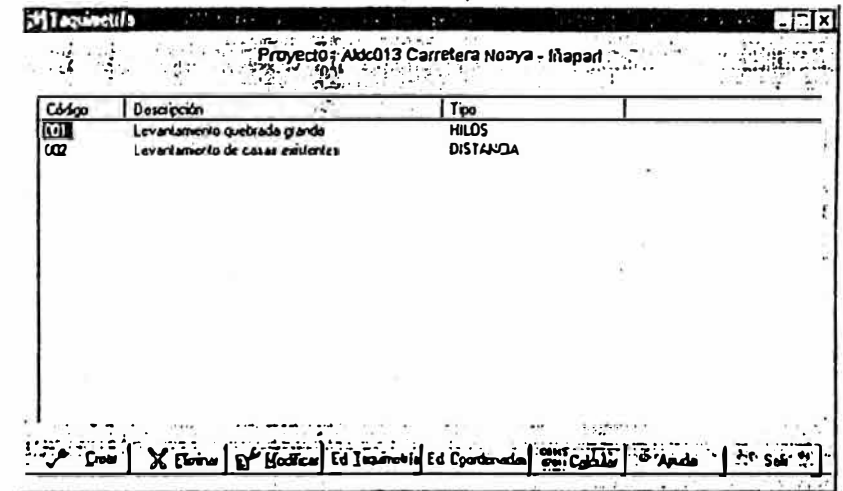 Taquimetría
Proyecto: Aldc013 Carretera Noaya - Iñapari
Código Descripción Tipo
001 Levantamiento quebrada grande HILOS
002 Levantamiento de casas existentes DISTANCIA
Crear Eliminar Modificar Ed Taquimetría Ed Coordenadas Calcular Ayuda Salir